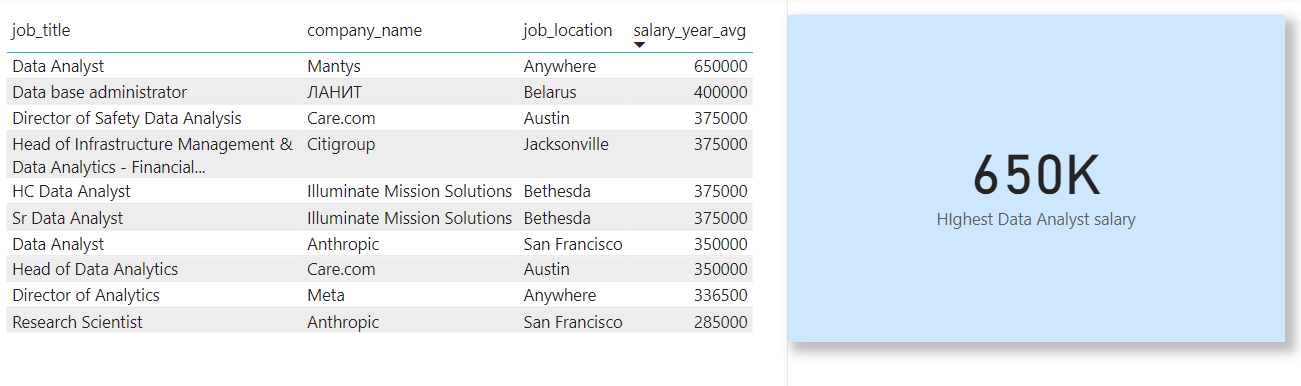 job_title company_name job_location salary_year_avg
Data Analyst Mantys Anywhere 650000
Data base administrator ЛАНИТ Belarus 400000
Director of Safety Data Analysis Care.com Austin 375000
Head of Infrastructure Management & Citigroup Jacksonville 375000
Data Analytics - Financial...
HC Data Analyst Illuminate Mission Solutions Bethesda 375000
Sr Data Analyst Illuminate Mission Solutions Bethesda 375000
Data Analyst Anthropic San Francisco 350000
Head of Data Analytics Care.com Austin 350000
Director of Analytics Meta Anywhere 336500
Research Scientist Anthropic San Francisco 285000
650K
HIghest Data Analyst salary